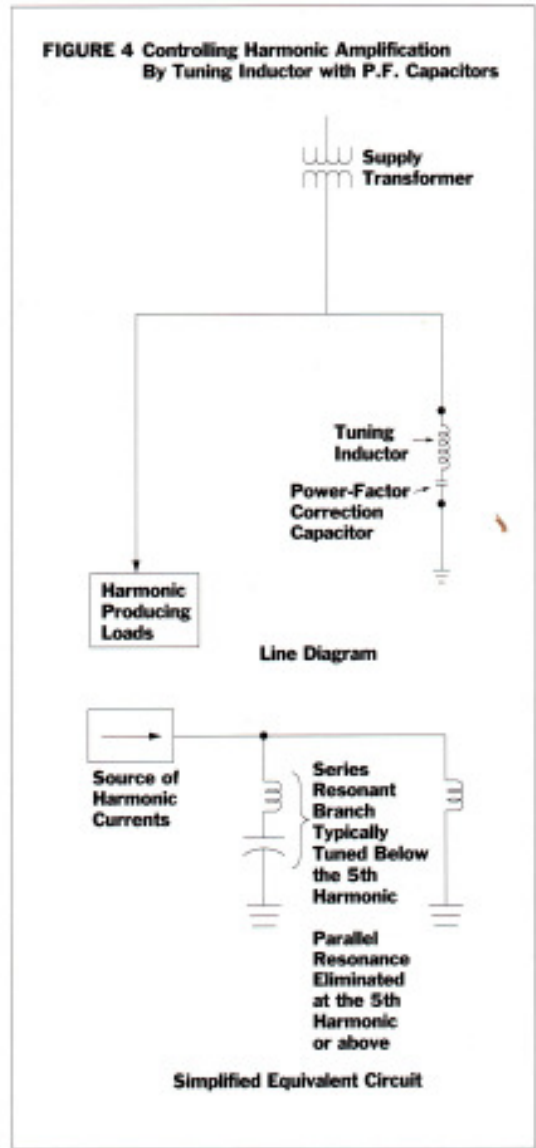 FIGURE 4 Controlling Harmonic Amplification
By Tuning Inductor with P.F. Capacitors
Supply
Transformer
Tuning
Inductor
Power-Factor
Correction
Capacitor
Harmonic
Producing
Loads
Line Diagram
Source of
Harmonic
Currents
Series
Resonant
Branch
Typically
Tuned Below
the 5th
Harmonic
Parallel
Resonance
Eliminated
at the 5th
Harmonic
or above
Simplified Equivalent Circuit